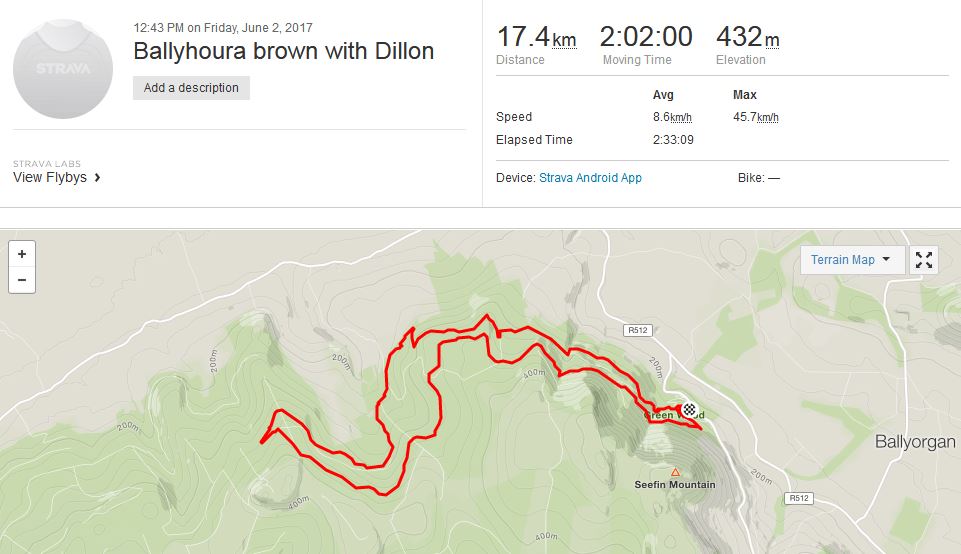 12:43 PM on Friday, June 2, 2017
Ballyhoura brown with Dillon
STRAVA
Add a description
STRAVA LABS
View Flybys
17.4km 2:02:00 432m
Distance Moving Time Elevation
Avg Max
Speed 8.6km/h 45.7km/h
Elapsed Time 2:33:09
Device: Strava Android App Bike: —
+
−
Terrain Map
R512
200m
200m
200m
400m
200m
Ballyorgan
Seefin Mountain
200m
R512
400m
400m